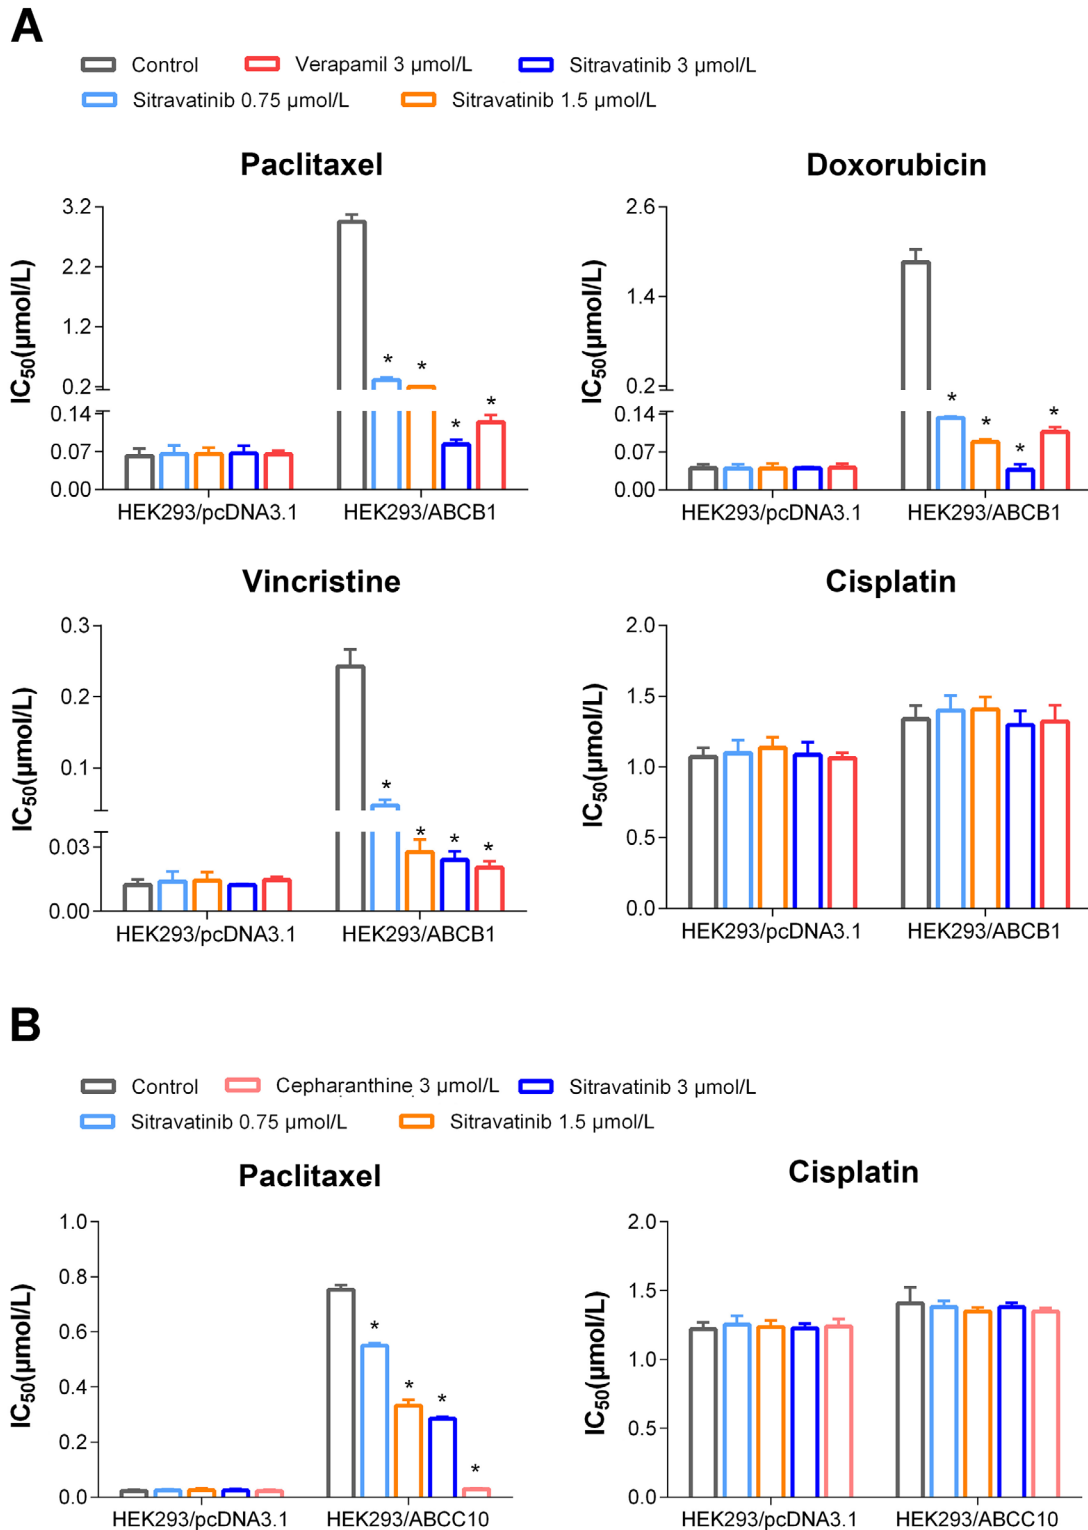 A
Control
Verapamil 3 µmol/L
Sitravatinib 3 µmol/L
Sitravatinib 0.75 µmol/L
Sitravatinib 1.5 µmol/L
Paclitaxel
IC50(µmol/L)
3.2
2.2
1.2
0.2
0.14
0.07
0.00
* * * *
HEK293/pcDNA3.1
HEK293/ABCB1
Doxorubicin
IC50(µmol/L)
2.6
1.4
0.2
0.14
0.07
0.00
* * * *
HEK293/pcDNA3.1
HEK293/ABCB1
Vincristine
IC50(µmol/L)
0.3
0.2
0.1
0.03
0.00
* * * *
HEK293/pcDNA3.1
HEK293/ABCB1
Cisplatin
IC50(µmol/L)
2.0
1.5
1.0
0.5
0.0
HEK293/pcDNA3.1
HEK293/ABCB1
B
Control
Cepharanthine 3 µmol/L
Sitravatinib 3 µmol/L
Sitravatinib 0.75 µmol/L
Sitravatinib 1.5 µmol/L
Paclitaxel
IC50(µmol/L)
1.0
0.8
0.6
0.4
0.2
0.0
* * * *
HEK293/pcDNA3.1
HEK293/ABCC10
Cisplatin
IC50(µmol/L)
2.0
1.5
1.0
0.5
0.0
HEK293/pcDNA3.1
HEK293/ABCC10